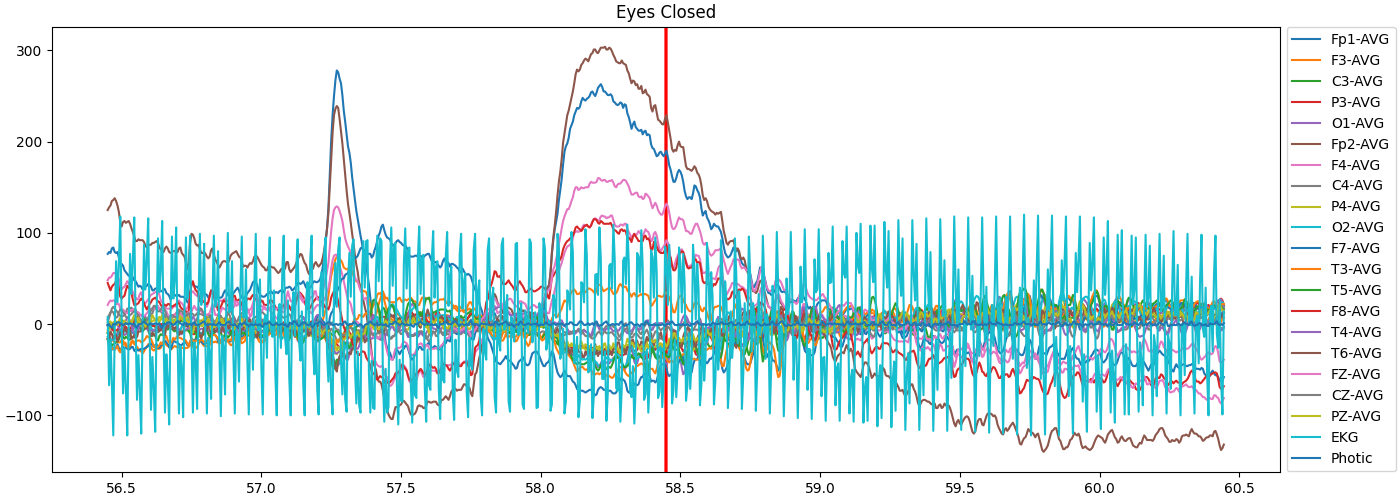 Eyes Closed
300
200
100
0
−100
56.5 57.0 57.5 58.0 58.5 59.0 59.5 60.0 60.5
Fp1-AVG
F3-AVG
C3-AVG
P3-AVG
O1-AVG
Fp2-AVG
F4-AVG
C4-AVG
P4-AVG
O2-AVG
F7-AVG
T3-AVG
T5-AVG
F8-AVG
T4-AVG
T6-AVG
FZ-AVG
CZ-AVG
PZ-AVG
EKG
Photic